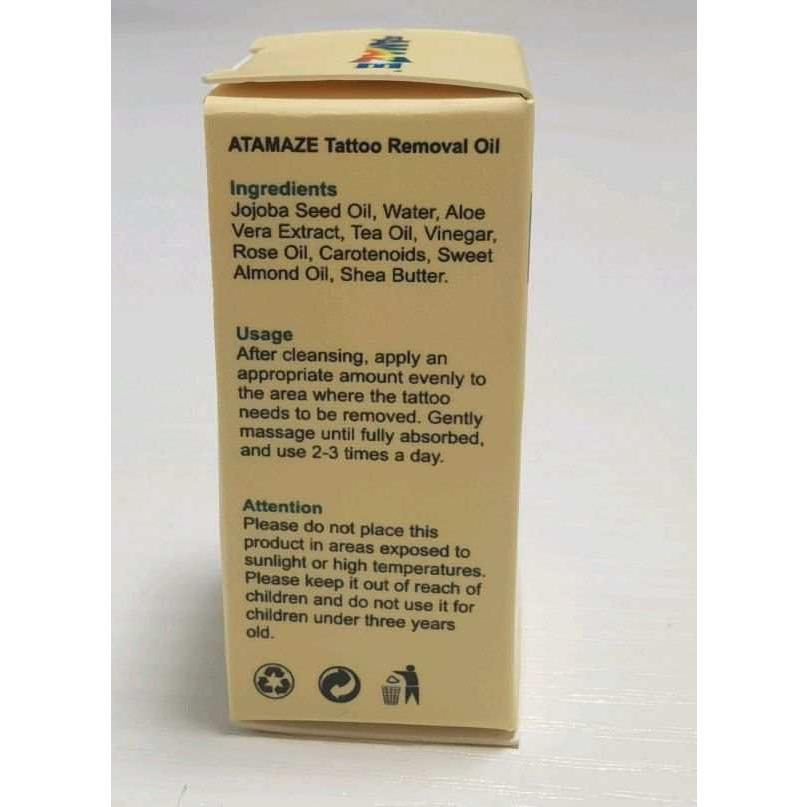 ATAMAZE Tattoo Removal Oil
Ingredients
Jojoba Seed Oil, Water, Aloe
Vera Extract, Tea Oil, Vinegar,
Rose Oil, Carotenoids, Sweet
Almond Oil, Shea Butter.
Usage
After cleansing, apply an
appropriate amount evenly to
the area where the tattoo
needs to be removed. Gently
massage until fully absorbed,
and use 2-3 times a day.
Attention
Please do not place this
product in areas exposed to
sunlight or high temperatures.
Please keep it out of reach of
children and do not use it for
children under three years
old.